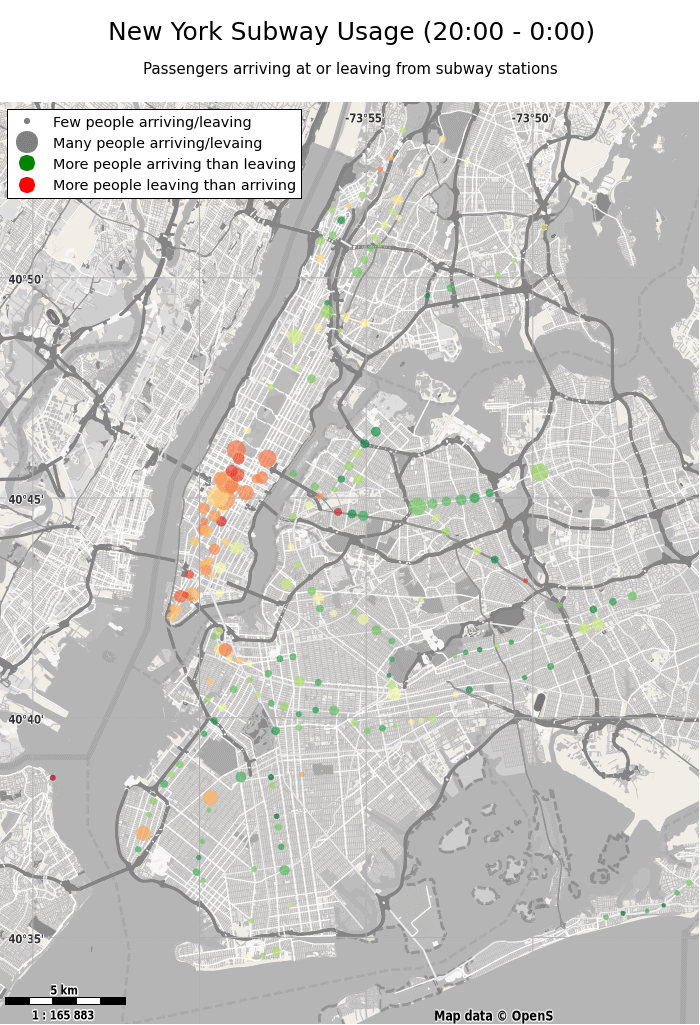 New York Subway Usage (20:00 - 0:00)
Passengers arriving at or leaving from subway stations
Few people arriving/leaving
Many people arriving/levaing
More people arriving than leaving
More people leaving than arriving
-73°55'
-73°50'
40°50'
40°45'
40°40'
40°35'
5 km
1 : 165 883
Map data © OpenS